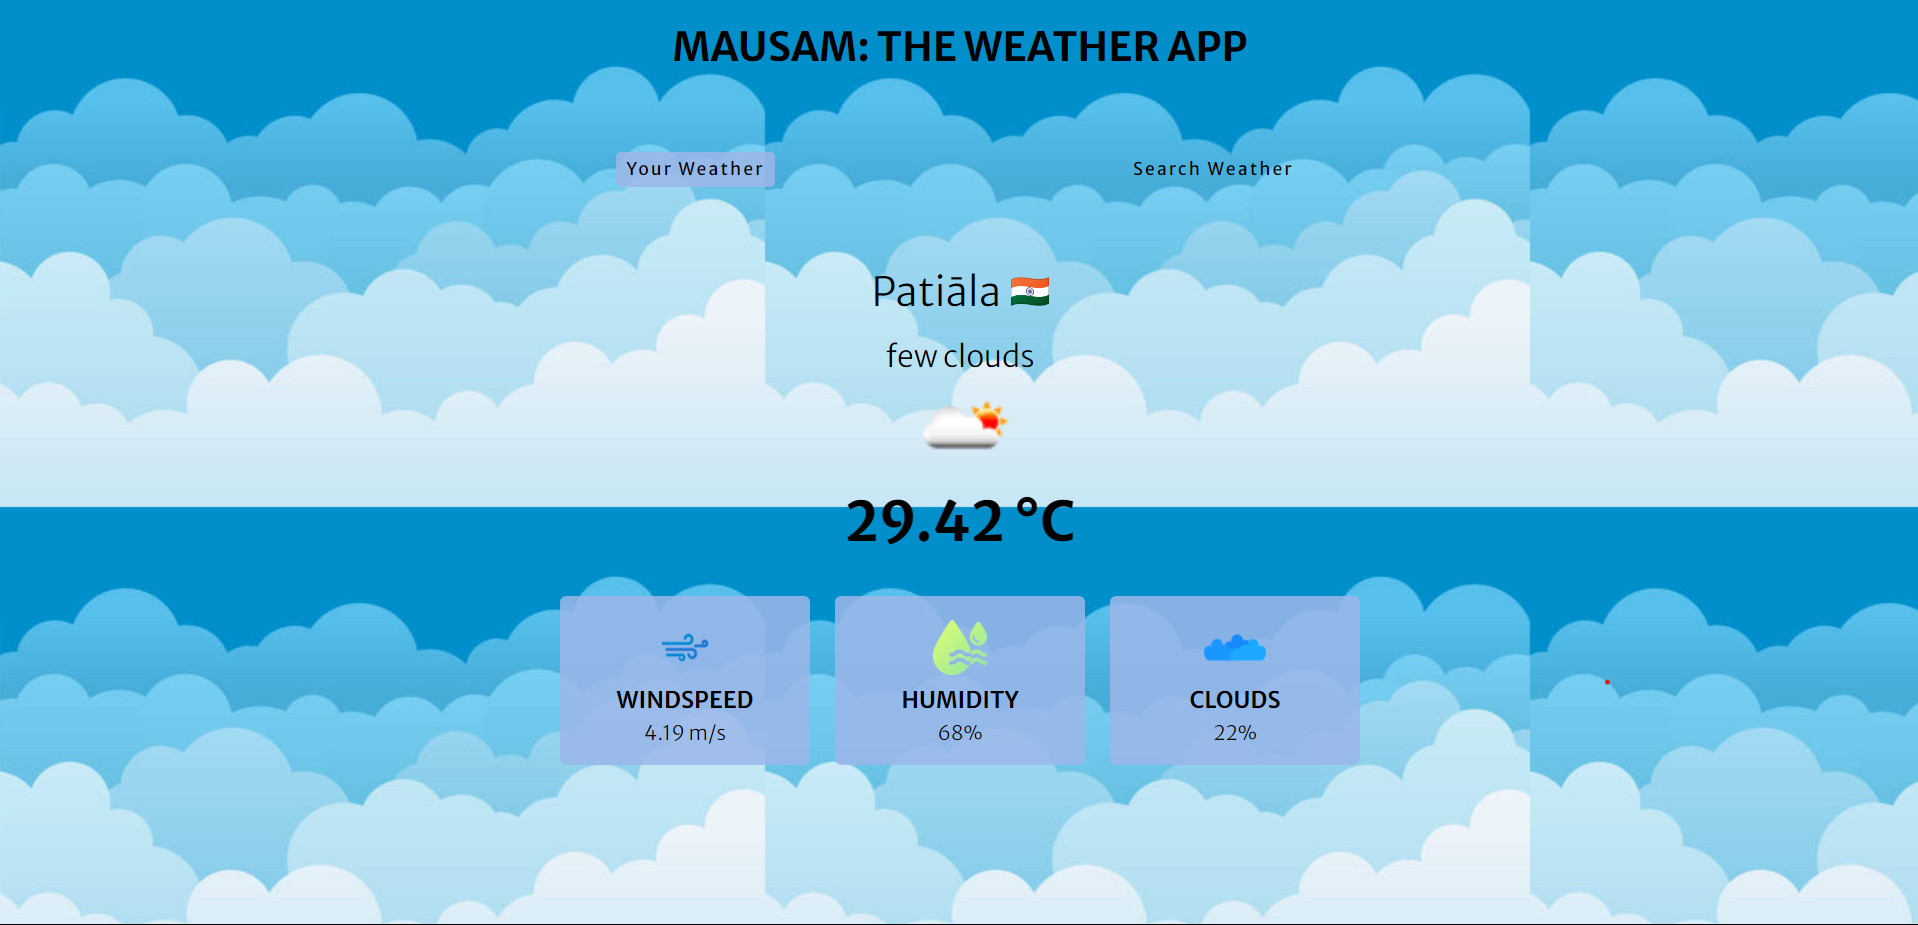 MAUSAM: THE WEATHER APP
Your Weather
Search Weather
Patiāla
few clouds
29.42 °C
WINDSPEED
4.19 m/s
HUMIDITY
68%
CLOUDS
22%